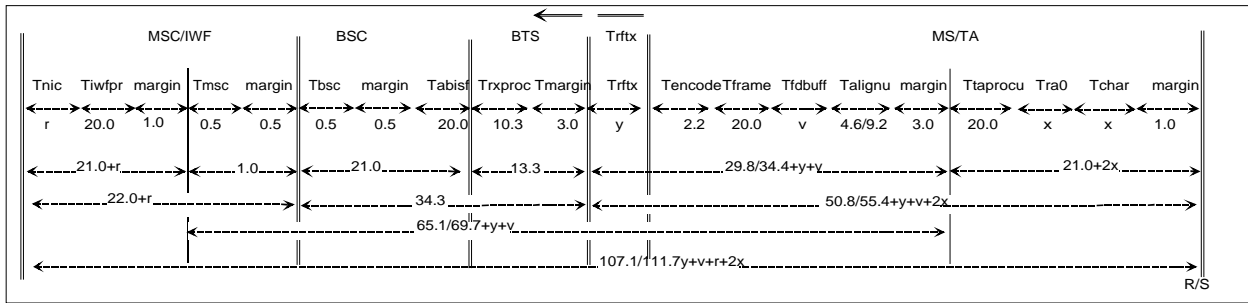 MSC/IWF BSC BTS Trftx MS/TA
Tnic Tiwfpr margin Tmsc margin Tbsc margin Tabisf Trxproc Tmargin Trftx Tencode Tframe Tfdbuff Talignu margin Ttaprocu Tra0 Tchar margin
r 20.0 1.0 0.5 0.5 0.5 0.5 20.0 10.3 3.0 y 2.2 20.0 v 4.6/9.2 3.0 20.0 x x 1.0
21.0+r 1.0 21.0 13.3 29.8/34.4+y+v 21.0+2x
22.0+r 34.3 50.8/55.4+y+v+2x
65.1/69.7+y+v
107.1/111.7y+v+r+2x
R/S